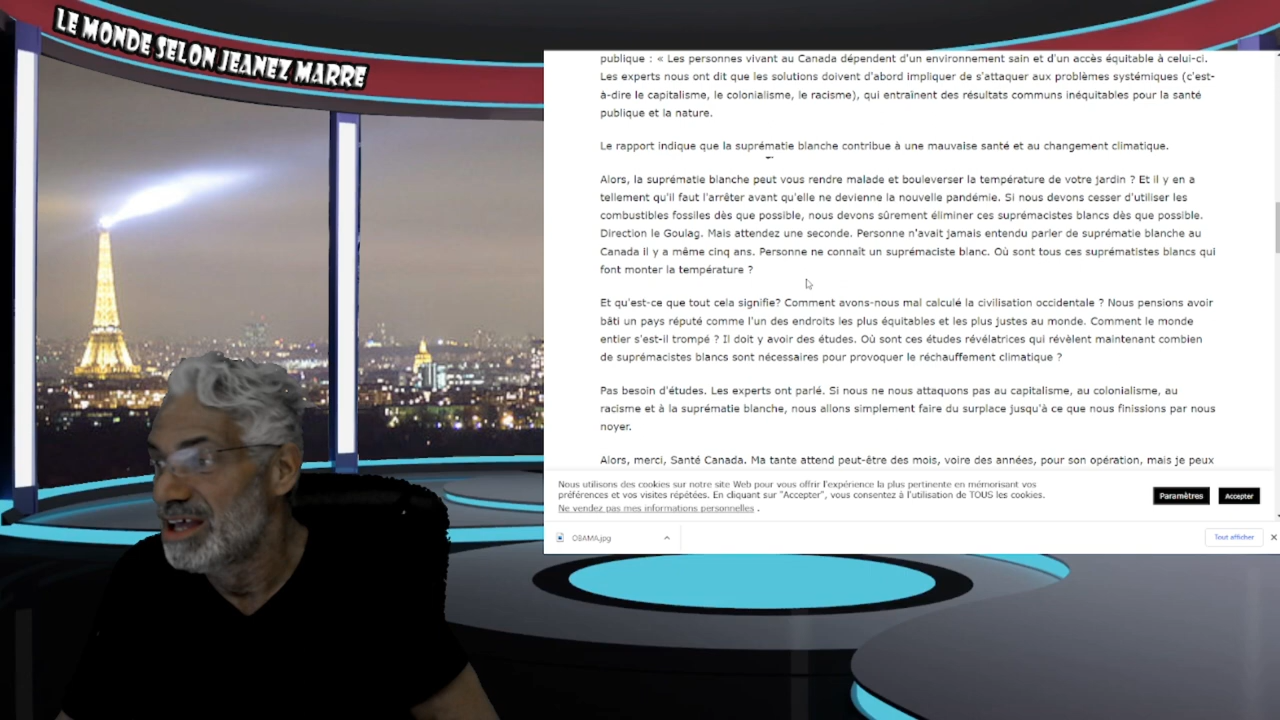 LE MONDE SELON JEANEZ MARRE
publique : « Les personnes vivant au Canada dépendent d'un environnement sain et d'un accès équitable à celui-ci.
Les experts nous ont dit que les solutions doivent d'abord impliquer de s'attaquer aux problèmes systémiques (c'est-
à-dire le capitalisme, le colonialisme, le racisme), qui entraînent des résultats communs inéquitables pour la santé
publique et la nature.
Le rapport indique que la suprématie blanche contribue à une mauvaise santé et au changement climatique.
Alors, la suprématie blanche peut vous rendre malade et bouleverser la température de votre jardin ? Et il y en a
tellement qu'il faut l'arrêter avant qu'elle ne devienne la nouvelle pandémie. Si nous devons cesser d'utiliser les
combustibles fossiles dès que possible, nous devons sûrement éliminer ces suprémacistes blancs dès que possible.
Direction le Goulag. Mais attendez une seconde. Personne n'avait jamais entendu parler de suprématie blanche au
Canada il y a même cinq ans. Personne ne connaît un suprémaciste blanc. Où sont tous ces suprématistes blancs qui
font monter la température ?
Et qu'est-ce que tout cela signifie? Comment avons-nous mal calculé la civilisation occidentale ? Nous pensions avoir
bâti un pays réputé comme l'un des endroits les plus équitables et les plus justes au monde. Comment le monde
entier s'est-il trompé ? Il doit y avoir des études. Où sont ces études révélatrices qui révèlent maintenant combien
de suprémacistes blancs sont nécessaires pour provoquer le réchauffement climatique ?
Pas besoin d'études. Les experts ont parlé. Si nous ne nous attaquons pas au capitalisme, au colonialisme, au
racisme et à la suprématie blanche, nous allons simplement faire du surplace jusqu'à ce que nous finissions par nous
noyer.
Alors, merci, Santé Canada. Ma tante attend peut-être des mois, voire des années, pour son opération, mais je peux
Nous utilisons des cookies sur notre site Web pour vous offrir l'expérience la plus pertinente en mémorisant vos
préférences et vos visites répétées. En cliquant sur "Accepter", vous consentez à l'utilisation de TOUS les cookies.
Ne vendez pas mes informations personnelles .
Paramètres
Accepter
OBAMA.jpg
Tout afficher